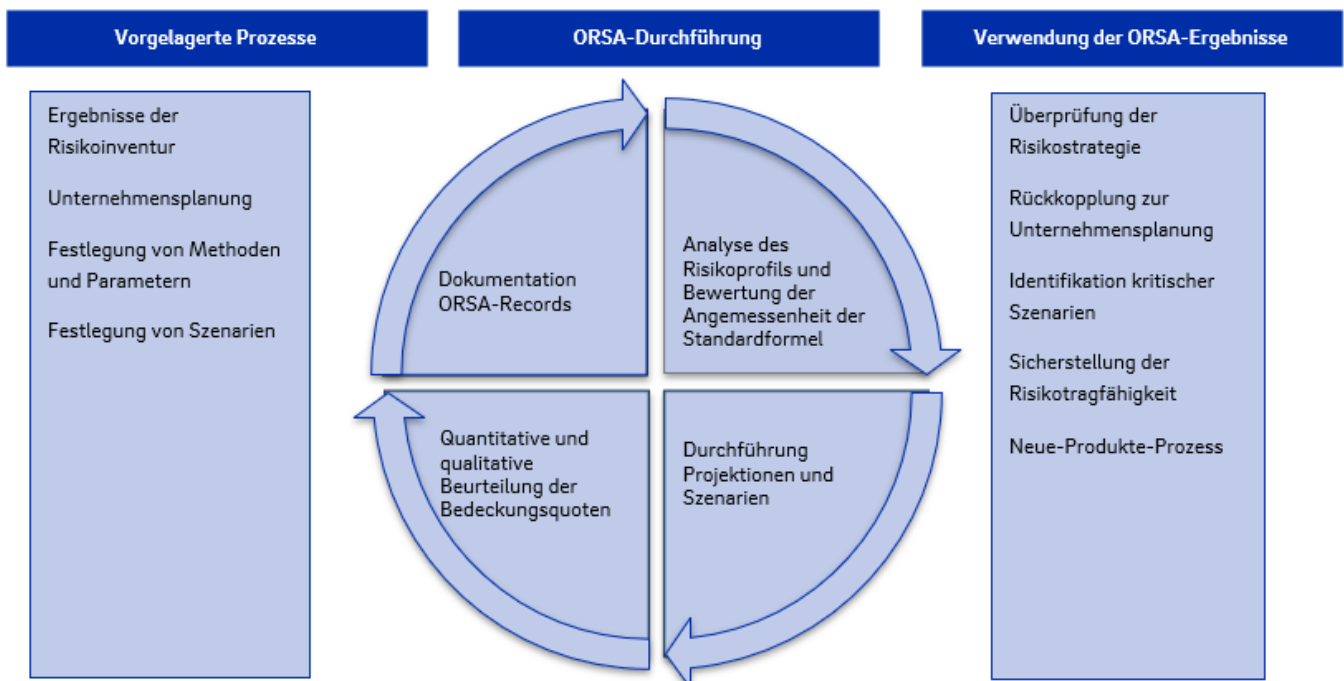 Vorgelagerte Prozesse
ORSA-Durchführung
Verwendung der ORSA-Ergebnisse
Ergebnisse der
Risikoinventur
Unternehmensplanung
Festlegung von Methoden
und Parametern
Festlegung von Szenarien
Dokumentation
ORSA-Records
Analyse des
Risikoprofils und
Bewertung der
Angemessenheit der
Standardformel
Quantitative und
qualitative
Beurteilung der
Bedeckungsquoten
Durchführung
Projektionen und
Szenarien
Überprüfung der
Risikostrategie
Rückkopplung zur
Unternehmensplanung
Identifikation kritischer
Szenarien
Sicherstellung der
Risikotragfähigkeit
Neue-Produkte-Prozess